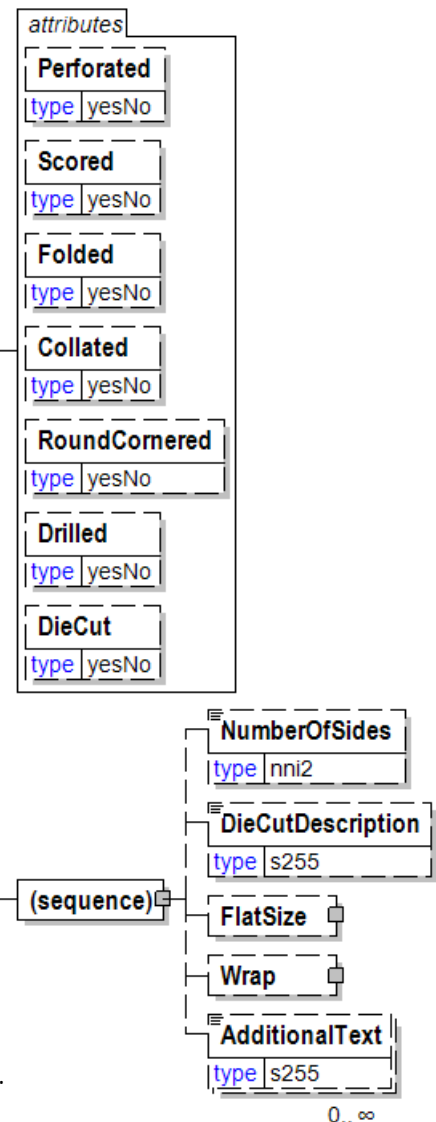 attributes
Perforated
type yesNo
Scored
type yesNo
Folded
type yesNo
Collated
type yesNo
RoundCornered
type yesNo
Drilled
type yesNo
DieCut
type yesNo
NumberOfSides
type nni2
DieCutDescription
type s255
(sequence)
FlatSize
Wrap
AdditionalText
type s255
.
0.. ∞